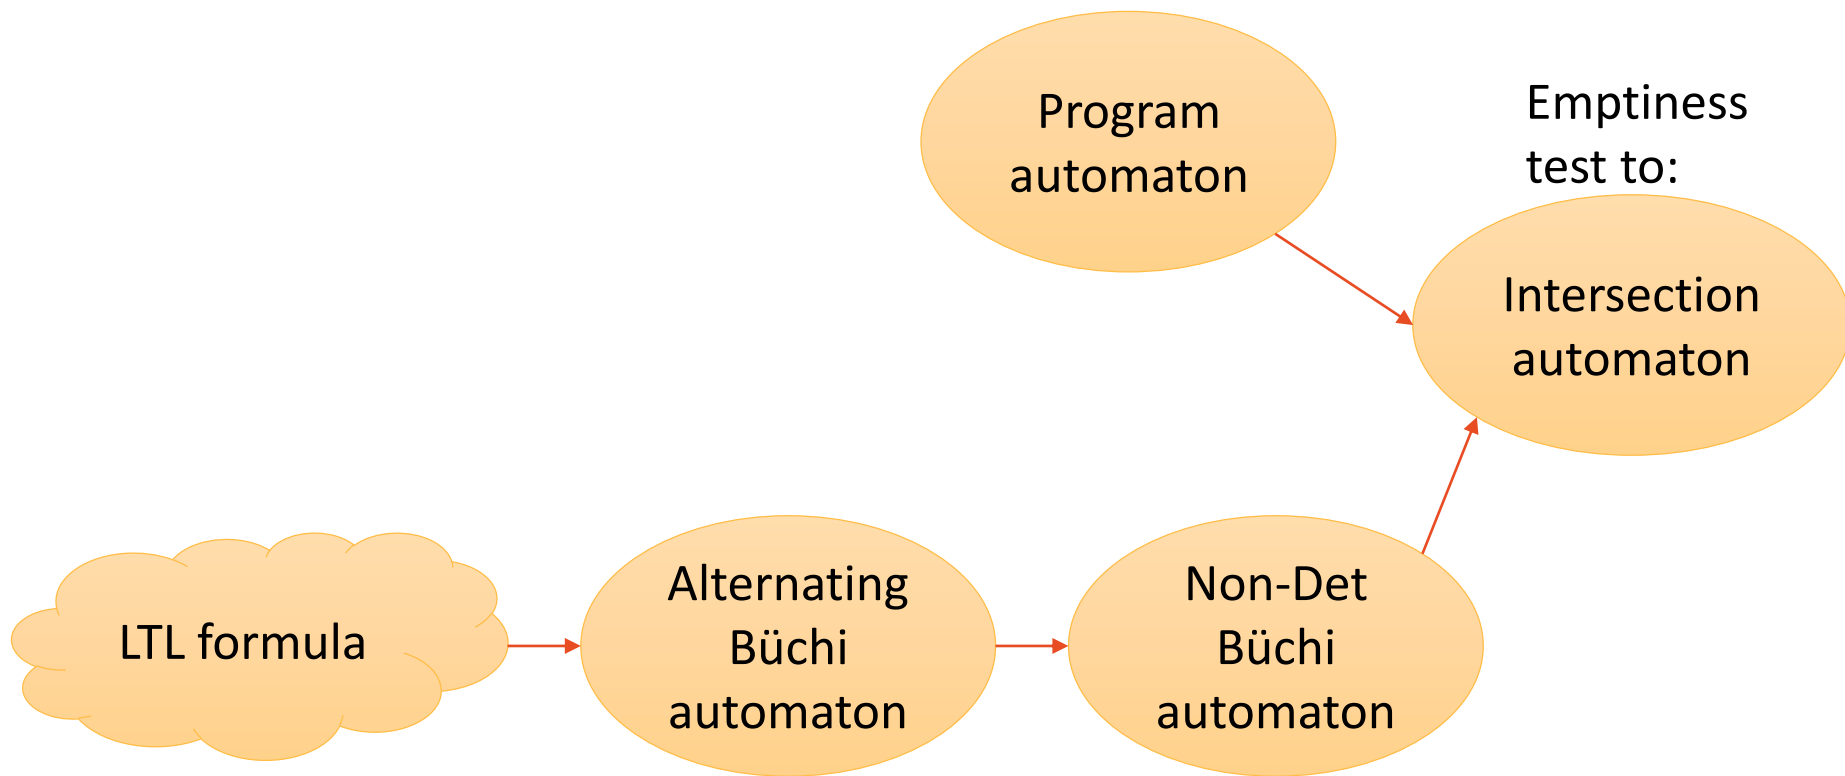 Program
automaton
Emptiness
test to:
Intersection
automaton
LTL formula
Alternating
Büchi
automaton
Non-Det
Büchi
automaton